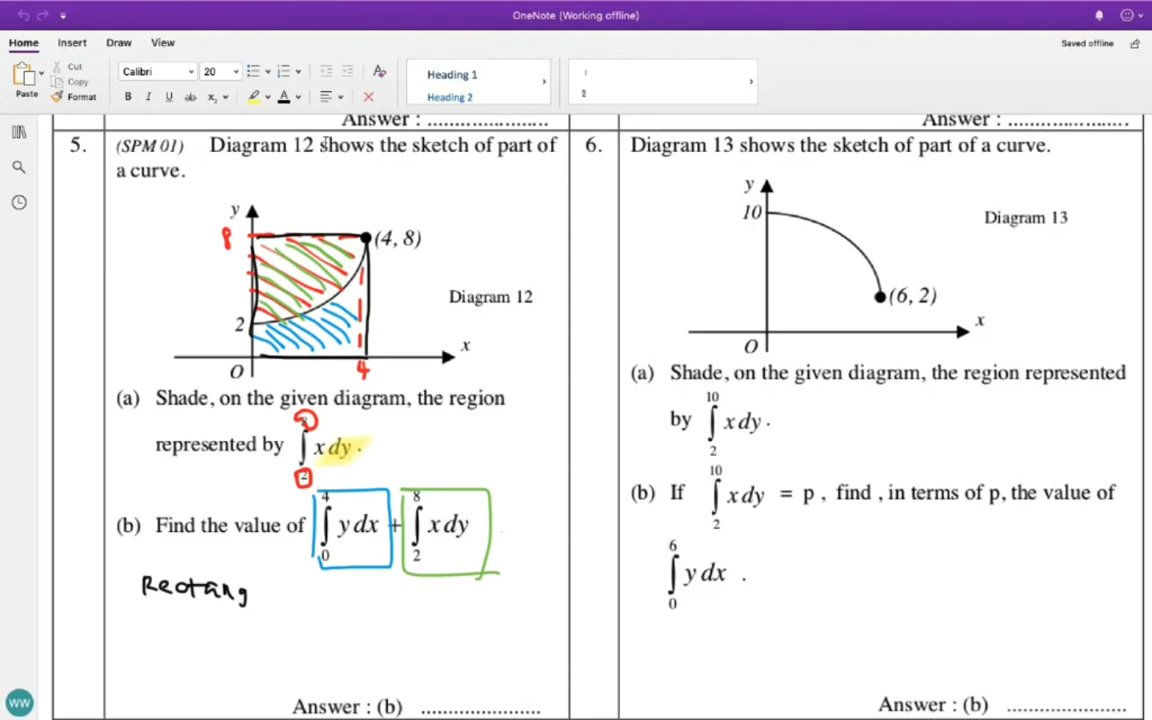 OneNote (Working offline)
Home Insert Draw View
Saved offline
Paste
Cut
Copy
Format
Calibri 20
B I U ab x₂ A
Heading 1
Heading 2
Answer : ......................
Answer : ......................
5. (SPM 01) Diagram 12 shows the sketch of part of
a curve.
y
8
(4, 8)
Diagram 12
2
x
O
4
(a) Shade, on the given diagram, the region
represented by ∫₂⁸ x dy .
(b) Find the value of ∫₀⁴ y dx + ∫₂⁸ x dy
Rectang
Answer : (b) ......................
6. Diagram 13 shows the sketch of part of a curve.
y
10
Diagram 13
(6, 2)
x
O
(a) Shade, on the given diagram, the region represented
by ∫₂¹⁰ x dy .
(b) If ∫₂¹⁰ x dy = p , find , in terms of p, the value of
∫₀⁶ y dx .
Answer : (b) ......................
WW